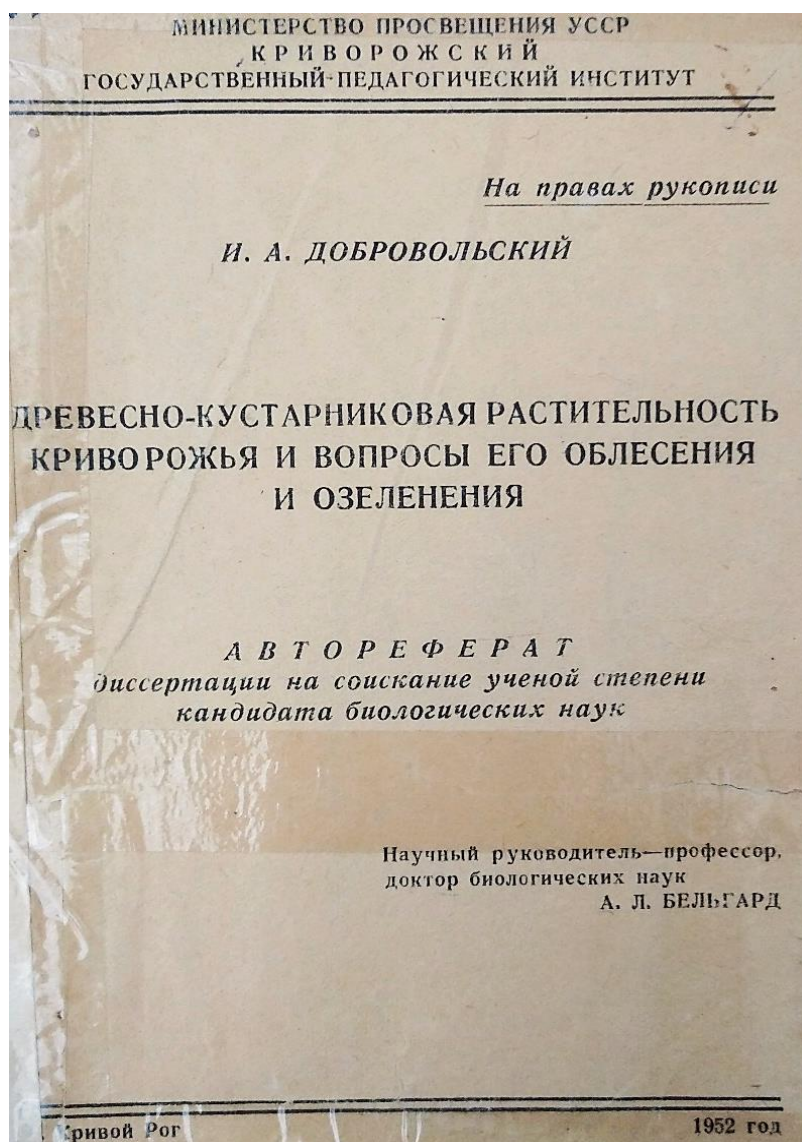 МИНИСТЕРСТВО ПРОСВЕЩЕНИЯ УССР
КРИВОРОЖСКИЙ
ГОСУДАРСТВЕННЫЙ ПЕДАГОГИЧЕСКИЙ ИНСТИТУТ
На правах рукописи
И. А. ДОБРОВОЛЬСКИЙ
ДРЕВЕСНО-КУСТАРНИКОВАЯ РАСТИТЕЛЬНОСТЬ
КРИВОРОЖЬЯ И ВОПРОСЫ ЕГО ОБЛЕСЕНИЯ
И ОЗЕЛЕНЕНИЯ
АВТОРЕФЕРАТ
диссертации на соискание ученой степени
кандидата биологических наук
Научный руководитель—профессор,
доктор биологических наук
А. Л. БЕЛЬГАРД
Кривой Рог
1952 год